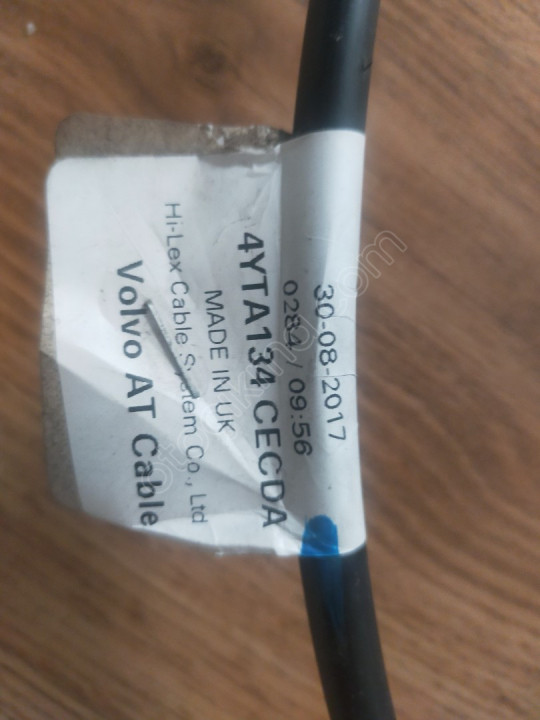 30-08-2017
0284 / 09:56
4YTA134 CECDA
MADE IN UK
Hi-Lex Cable System Co., Ltd
Volvo AT Cable